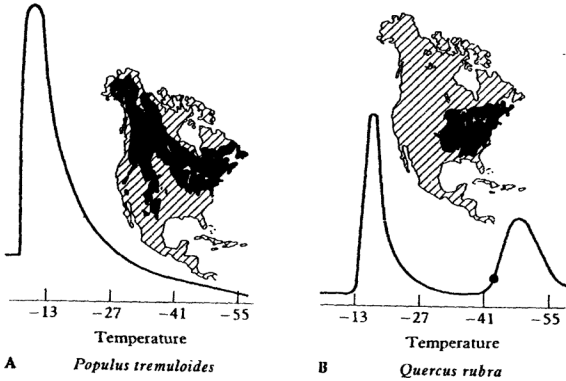 −13 −27 −41 −55
Temperature
A Populus tremuloides
−13 −27 −41 −55
Temperature
B Quercus rubra